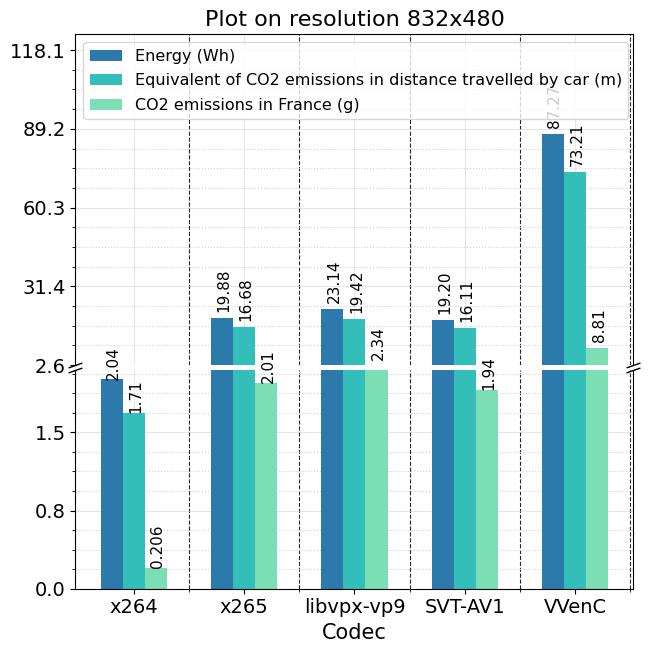 Plot on resolution 832x480
118.1
89.2
60.3
31.4
2.6
1.5
0.8
0.0
Energy (Wh)
Equivalent of CO2 emissions in distance travelled by car (m)
CO2 emissions in France (g)
2.04
1.71
0.206
19.88
16.68
2.01
23.14
19.42
2.34
19.20
16.11
1.94
87.27
73.21
8.81
x264
x265
libvpx-vp9
SVT-AV1
VVenC
Codec